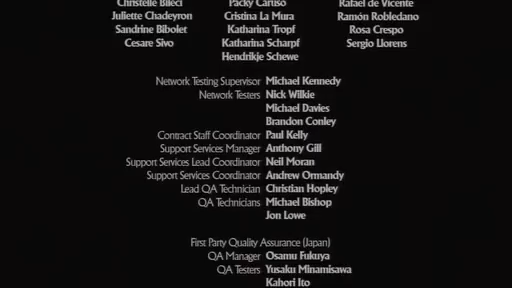 Christelle Bileci Packy Caruso Rafael de Vicente
Juliette Chadeyron Cristina La Mura Ramón Robledano
Sandrine Bibolet Katharina Tropf Rosa Crespo
Cesare Sivo Katharina Scharpf Sergio Llorens
Hendrikje Schewe
Network Testing Supervisor Michael Kennedy
Network Testers Nick Wilkie
Michael Davies
Brandon Conley
Contract Staff Coordinator Paul Kelly
Support Services Manager Anthony Gill
Support Services Lead Coordinator Neil Moran
Support Services Coordinator Andrew Ormandy
Lead QA Technician Christian Hopley
QA Technicians Michael Bishop
Jon Lowe
First Party Quality Assurance (Japan)
QA Manager Osamu Fukuya
QA Testers Yusaku Minamisawa
Kahori Ito